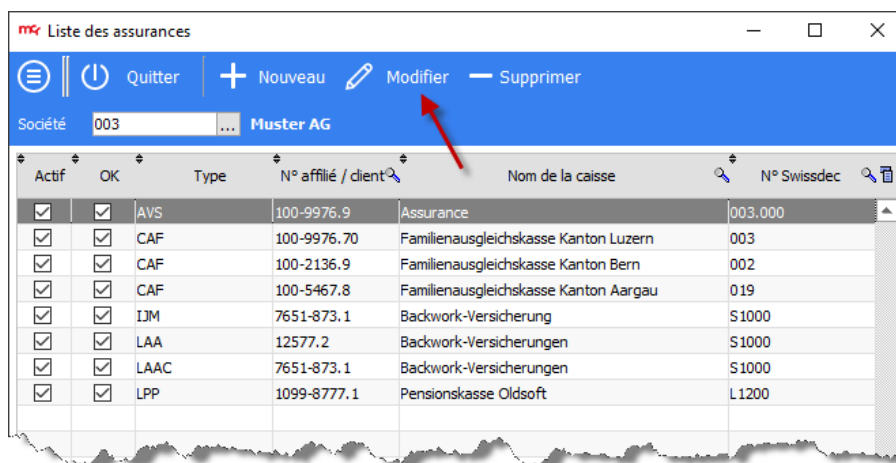 mcr Liste des assurances
Quitter Nouveau Modifier Supprimer
Société 003 ... Muster AG
Actif OK Type N° affilié / client Nom de la caisse N° Swissdec
AVS 100-9976.9 Assurance 003.000
CAF 100-9976.70 Familienausgleichskasse Kanton Luzern 003
CAF 100-2136.9 Familienausgleichskasse Kanton Bern 002
CAF 100-5467.8 Familienausgleichskasse Kanton Aargau 019
IJM 7651-873.1 Backwork-Versicherung S1000
LAA 12577.2 Backwork-Versicherungen S1000
LAAC 7651-873.1 Backwork-Versicherungen S1000
LPP 1099-8777.1 Pensionskasse Oldsoft L1200